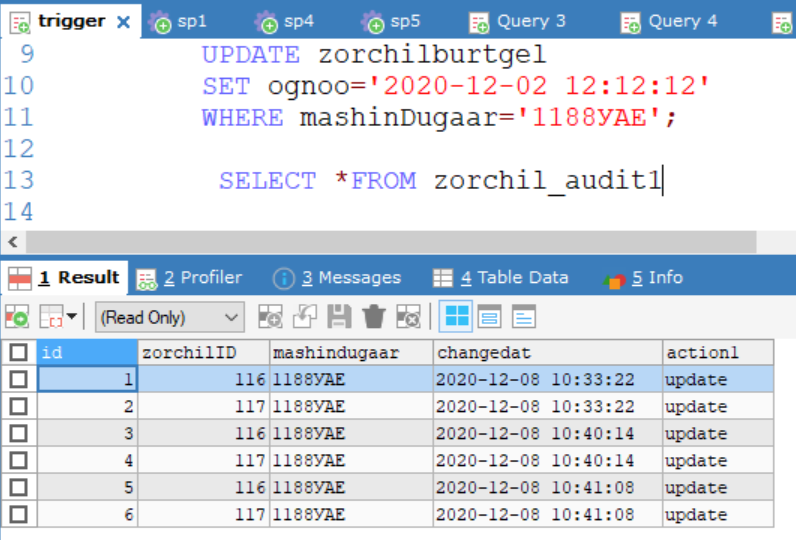 trigger × sp1 sp4 sp5 Query 3 Query 4
9 UPDATE zorchilburtgel
10 SET ognoo='2020-12-02 12:12:12'
11 WHERE mashinDugaar='1188УАЕ';
12
13 SELECT *FROM zorchil_audit1
14
1 Result 2 Profiler 3 Messages 4 Table Data 5 Info
(Read Only)
id zorchilID mashindugaar changedat action1
1 116 1188УАЕ 2020-12-08 10:33:22 update
2 117 1188УАЕ 2020-12-08 10:33:22 update
3 116 1188УАЕ 2020-12-08 10:40:14 update
4 117 1188УАЕ 2020-12-08 10:40:14 update
5 116 1188УАЕ 2020-12-08 10:41:08 update
6 117 1188УАЕ 2020-12-08 10:41:08 update